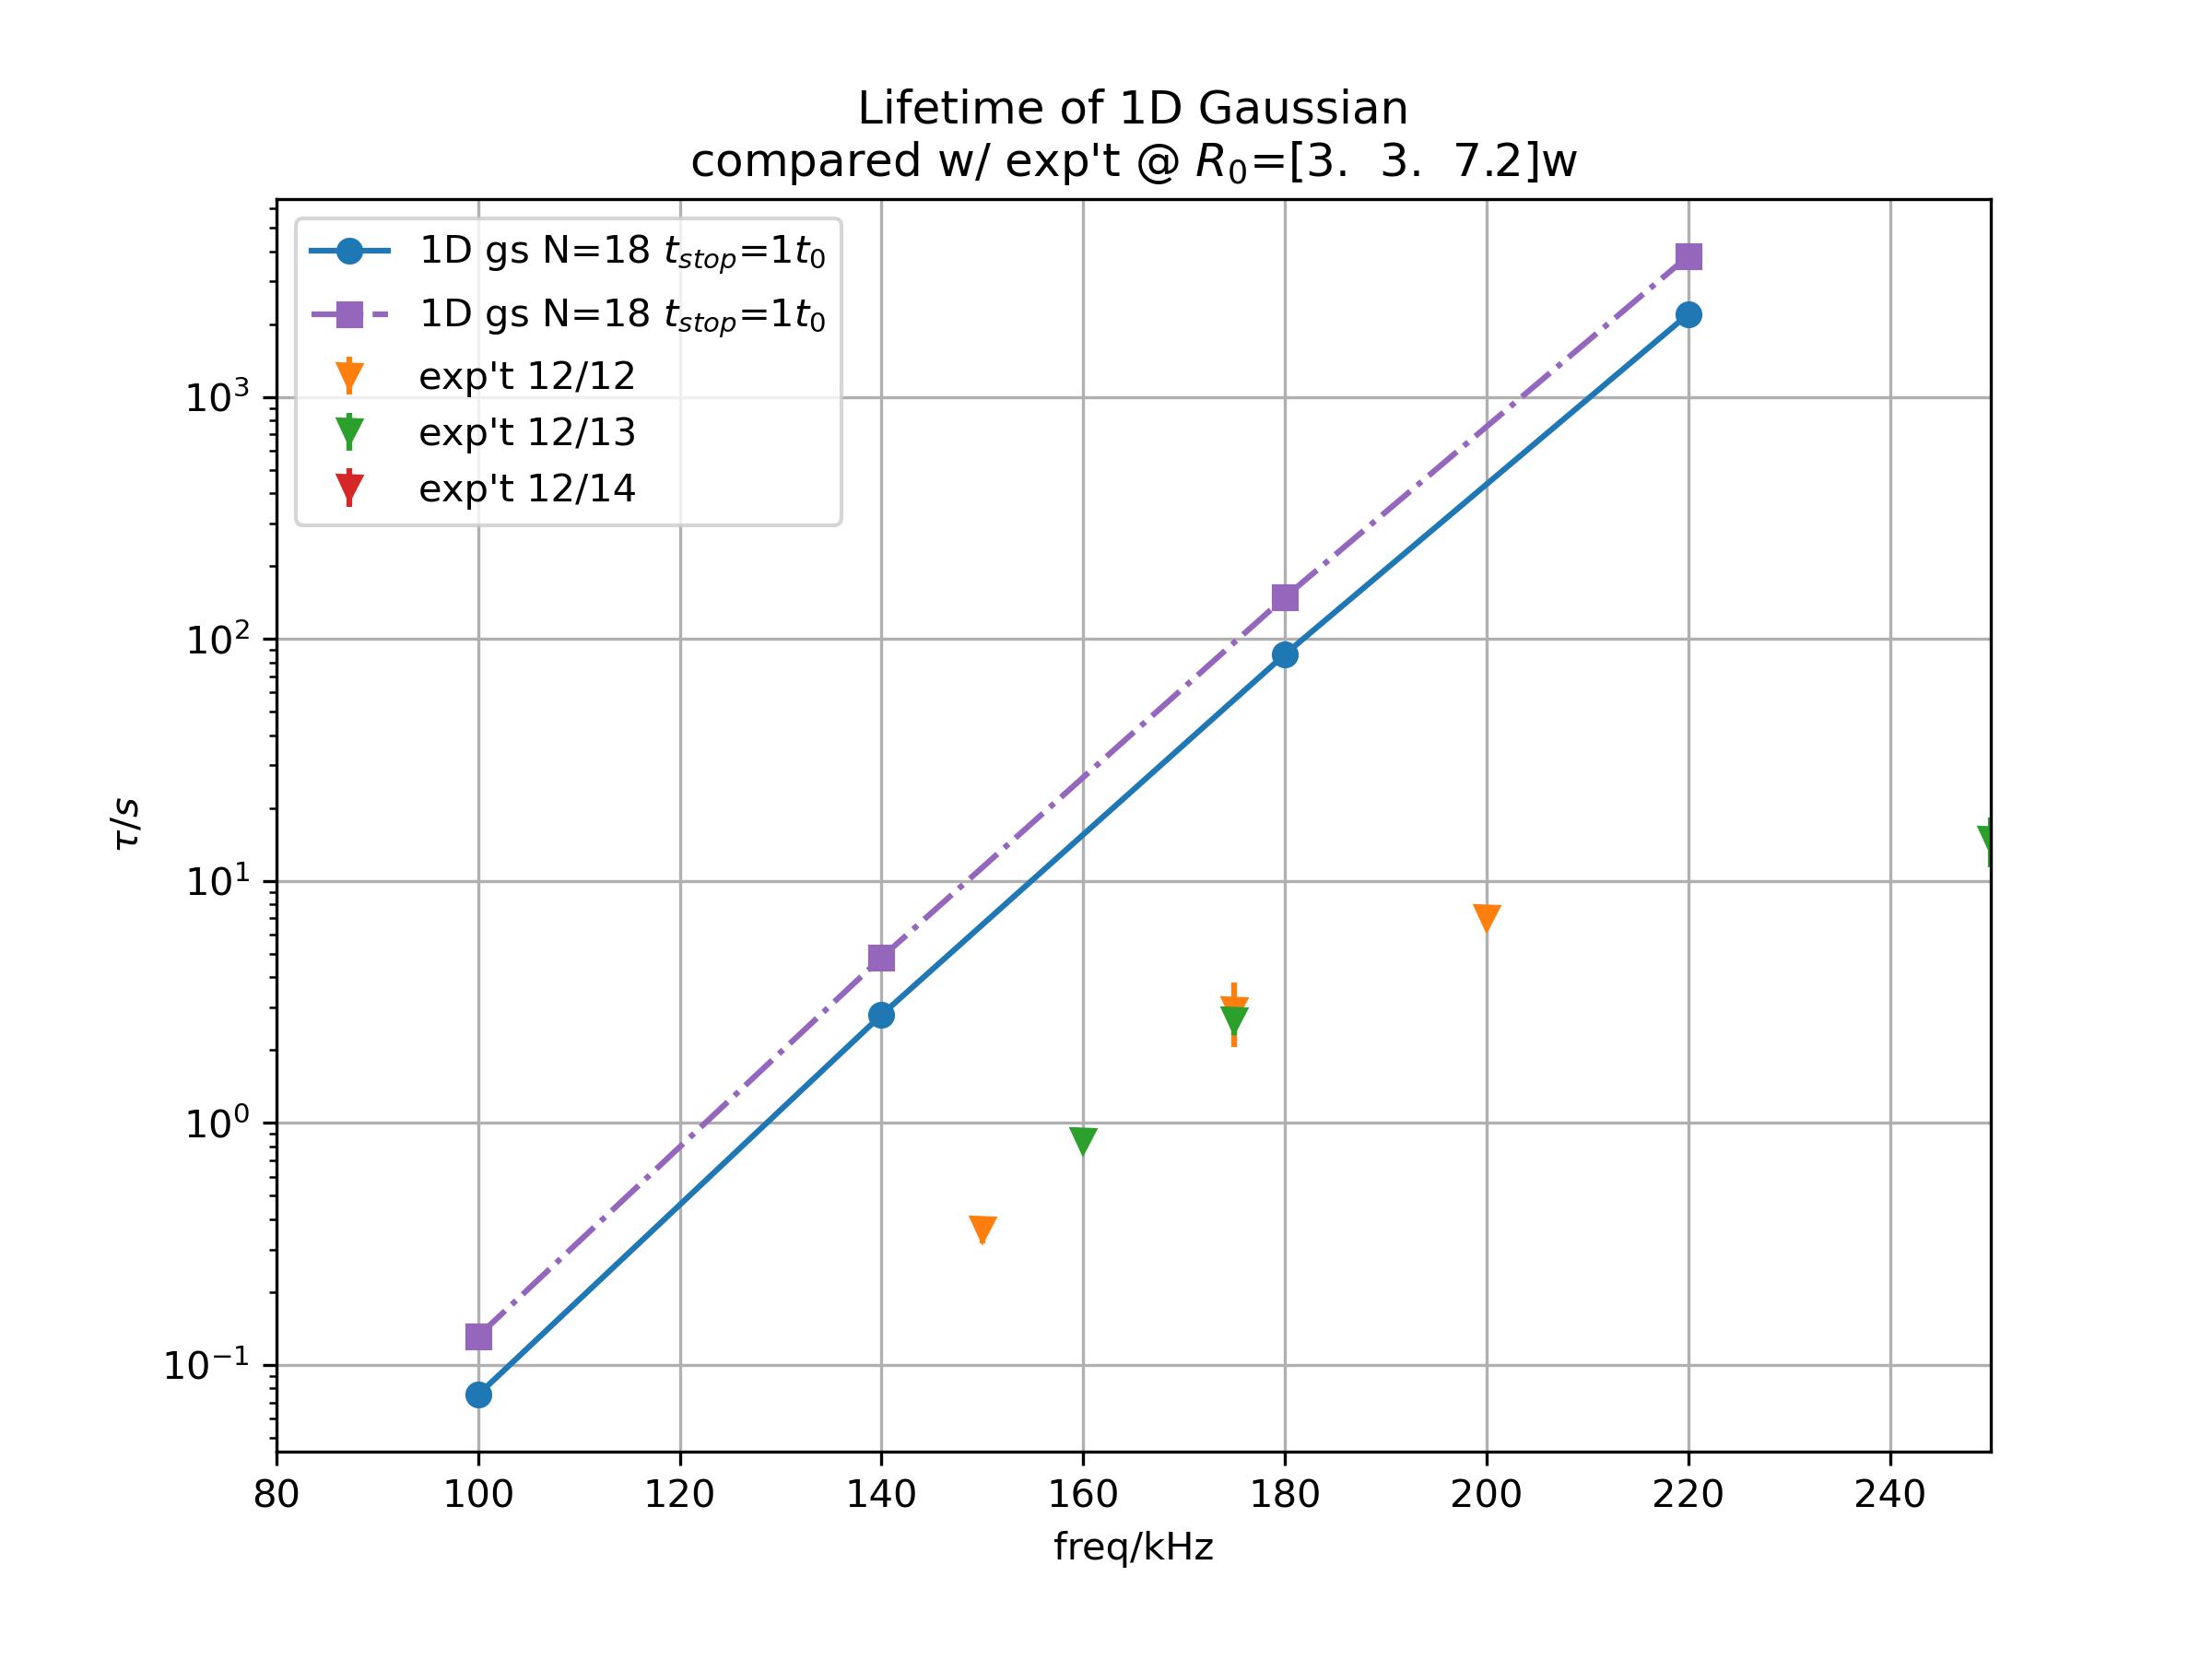 Lifetime of 1D Gaussian
compared w/ exp't @ R₀=[3.  3.  7.2]w
1D gs N=18 tₛₜₒₚ=1t₀
1D gs N=18 tₛₜₒₚ=1t₀
exp't 12/12
exp't 12/13
exp't 12/14
10³
10²
10¹
10⁰
10⁻¹
τ/s
80 100 120 140 160 180 200 220 240
freq/kHz